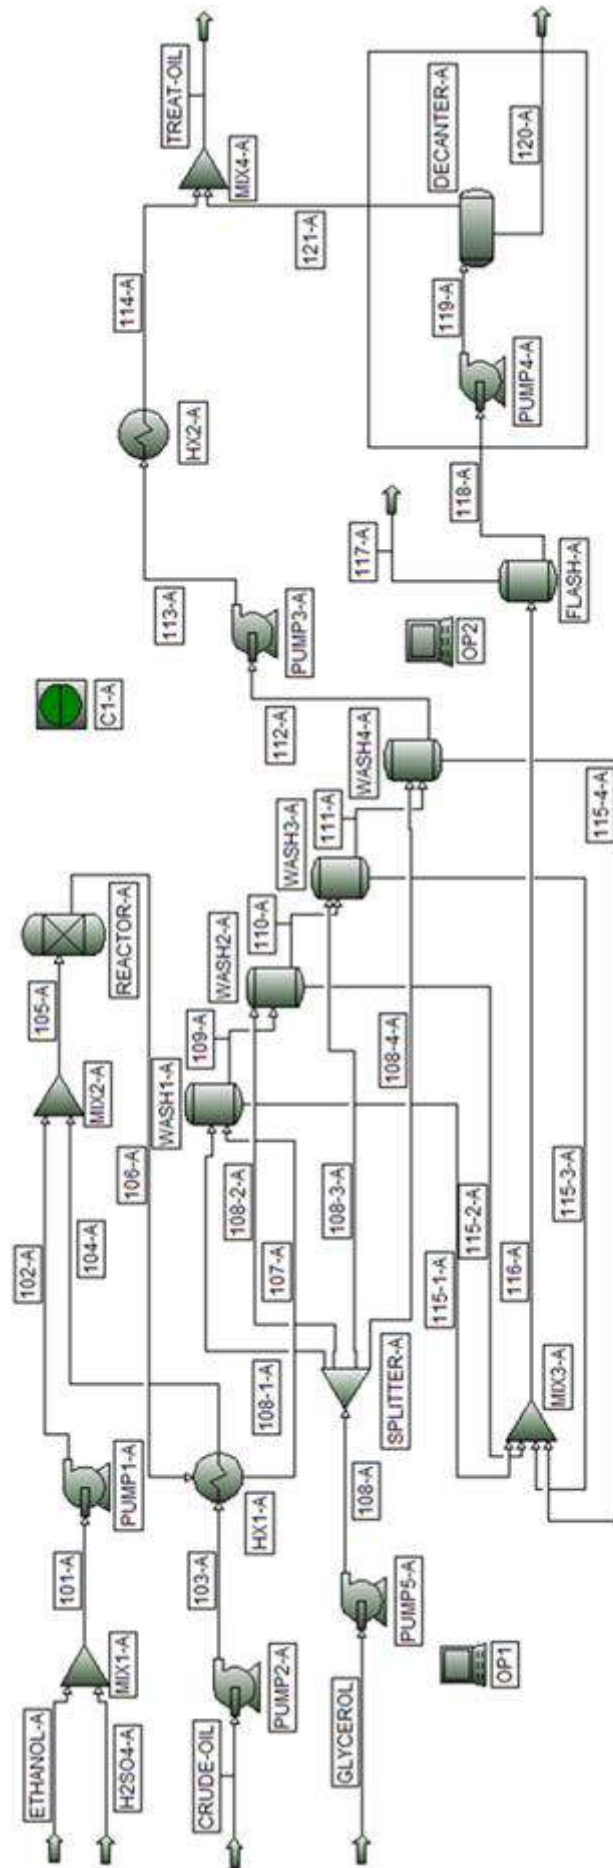 ETHANOL-A
H2SO4-A
MIX1-A
101-A
PUMP1-A
102-A
CRUDE-OIL
PUMP2-A
103-A
HX1-A
104-A
MIX2-A
105-A
REACTOR-A
106-A
107-A
GLYCEROL
PUMP5-A
108-A
SPLITTER-A
108-1-A
108-2-A
108-3-A
108-4-A
WASH1-A
109-A
WASH2-A
110-A
WASH3-A
111-A
WASH4-A
112-A
PUMP3-A
113-A
HX2-A
114-A
MIX4-A
TREAT-OIL
C1-A
OP1
OP2
115-1-A
115-2-A
115-3-A
115-4-A
MIX3-A
116-A
FLASH-A
117-A
118-A
PUMP4-A
119-A
DECANTER-A
120-A
121-A